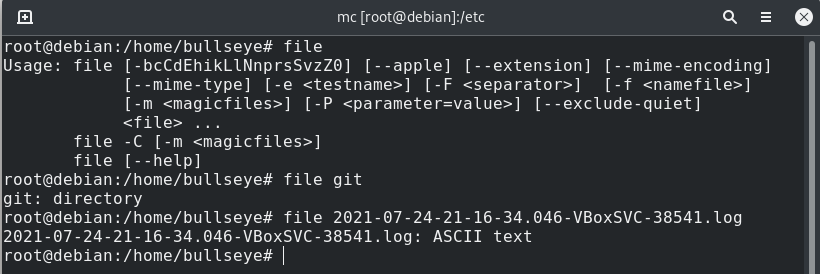 mc [root@debian]:/etc
root@debian:/home/bullseye# file
Usage: file [-bcCdEhikLlNnprsSvzZ0] [--apple] [--extension] [--mime-encoding]
            [--mime-type] [-e <testname>] [-F <separator>]  [-f <namefile>]
            [-m <magicfiles>] [-P <parameter=value>] [--exclude-quiet]
            <file> ...
       file -C [-m <magicfiles>]
       file [--help]
root@debian:/home/bullseye# file git
git: directory
root@debian:/home/bullseye# file 2021-07-24-21-16-34.046-VBoxSVC-38541.log
2021-07-24-21-16-34.046-VBoxSVC-38541.log: ASCII text
root@debian:/home/bullseye#